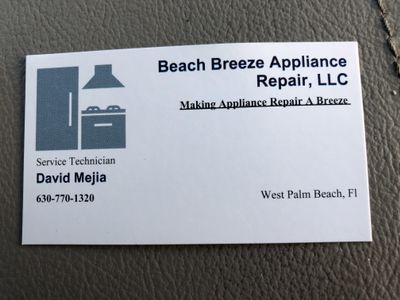 Beach Breeze Appliance
Repair, LLC
Making Appliance Repair A Breeze
Service Technician
David Mejia
630-770-1320
West Palm Beach, Fl